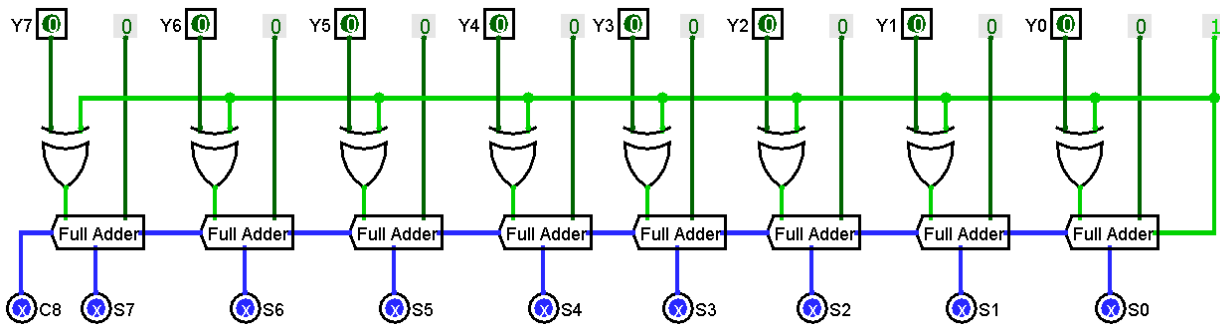 Y7 0 0 Y6 0 0 Y5 0 0 Y4 0 0 Y3 0 0 Y2 0 0 Y1 0 0 Y0 0 0 1
Full Adder Full Adder Full Adder Full Adder Full Adder Full Adder Full Adder Full Adder
x C8 x S7 x S6 x S5 x S4 x S3 x S2 x S1 x S0